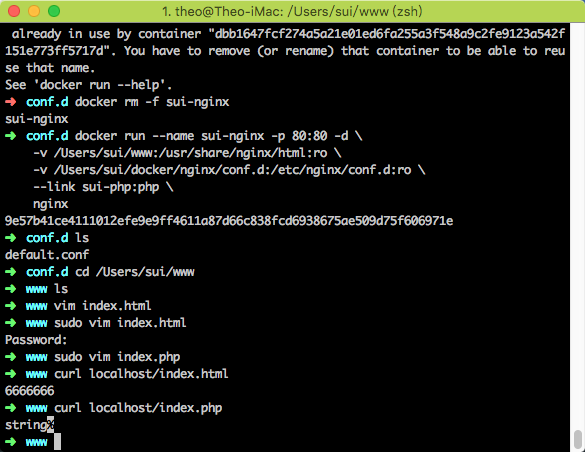 1. theo@Theo-iMac: /Users/sui/www (zsh)
already in use by container "dbb1647fcf274a5a21e01ed6fa255a3f548a9c2fe9123a542f
151e773ff5717d". You have to remove (or rename) that container to be able to reu
se that name.
See 'docker run --help'.
➜ conf.d docker rm -f sui-nginx
sui-nginx
➜ conf.d docker run --name sui-nginx -p 80:80 -d \
-v /Users/sui/www:/usr/share/nginx/html:ro \
-v /Users/sui/docker/nginx/conf.d:/etc/nginx/conf.d:ro \
--link sui-php:php \
nginx
9e57b41ce4111012efe9e9ff4611a87d66c838fcd6938675ae509d75f606971e
➜ conf.d ls
default.conf
➜ conf.d cd /Users/sui/www
➜ www ls
➜ www vim index.html
➜ www sudo vim index.html
Password:
➜ www sudo vim index.php
➜ www curl localhost/index.html
6666666
➜ www curl localhost/index.php
string%
➜ www